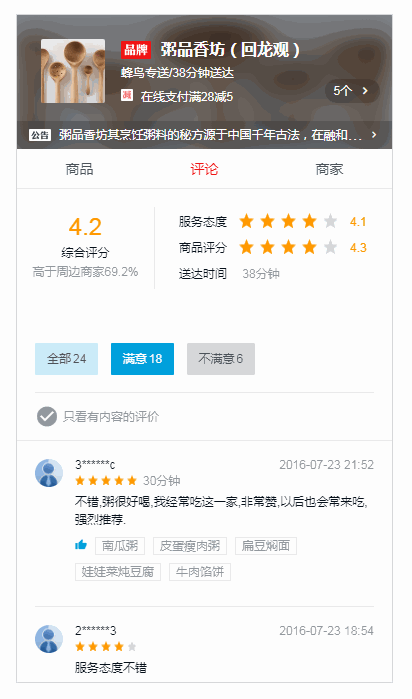 品牌 粥品香坊（回龙观）
蜂鸟专送/38分钟送达
减 在线支付满28减5
5个
公告 粥品香坊其烹饪粥料的秘方源于中国千年古法，在融和...
商品 评论 商家
4.2
综合评分
高于周边商家69.2%
服务态度 4.1
商品评分 4.3
送达时间 38分钟
全部24 满意18 不满意6
只看有内容的评价
3******c 2016-07-23 21:52
30分钟
不错,粥很好喝,我经常吃这一家,非常赞,以后也会常来吃,
强烈推荐.
南瓜粥 皮蛋瘦肉粥 扁豆焖面
娃娃菜炖豆腐 牛肉馅饼
2******3 2016-07-23 18:54
服务态度不错